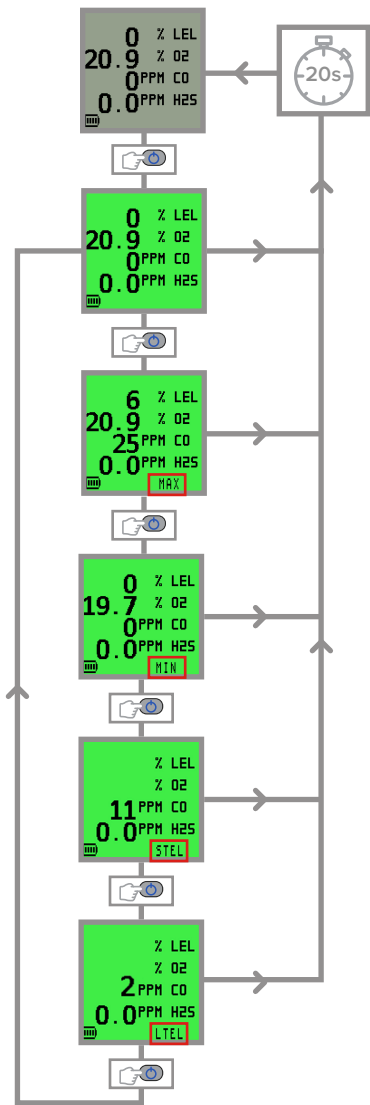 0 % LEL
20.9 % O2
0 PPM CO
0.0 PPM H2S
20s
0 % LEL
20.9 % O2
0 PPM CO
0.0 PPM H2S
6 % LEL
20.9 % O2
25 PPM CO
0.0 PPM H2S
MAX
0 % LEL
19.7 % O2
0 PPM CO
0.0 PPM H2S
MIN
% LEL
% O2
11 PPM CO
0.0 PPM H2S
STEL
% LEL
% O2
2 PPM CO
0.0 PPM H2S
LTEL